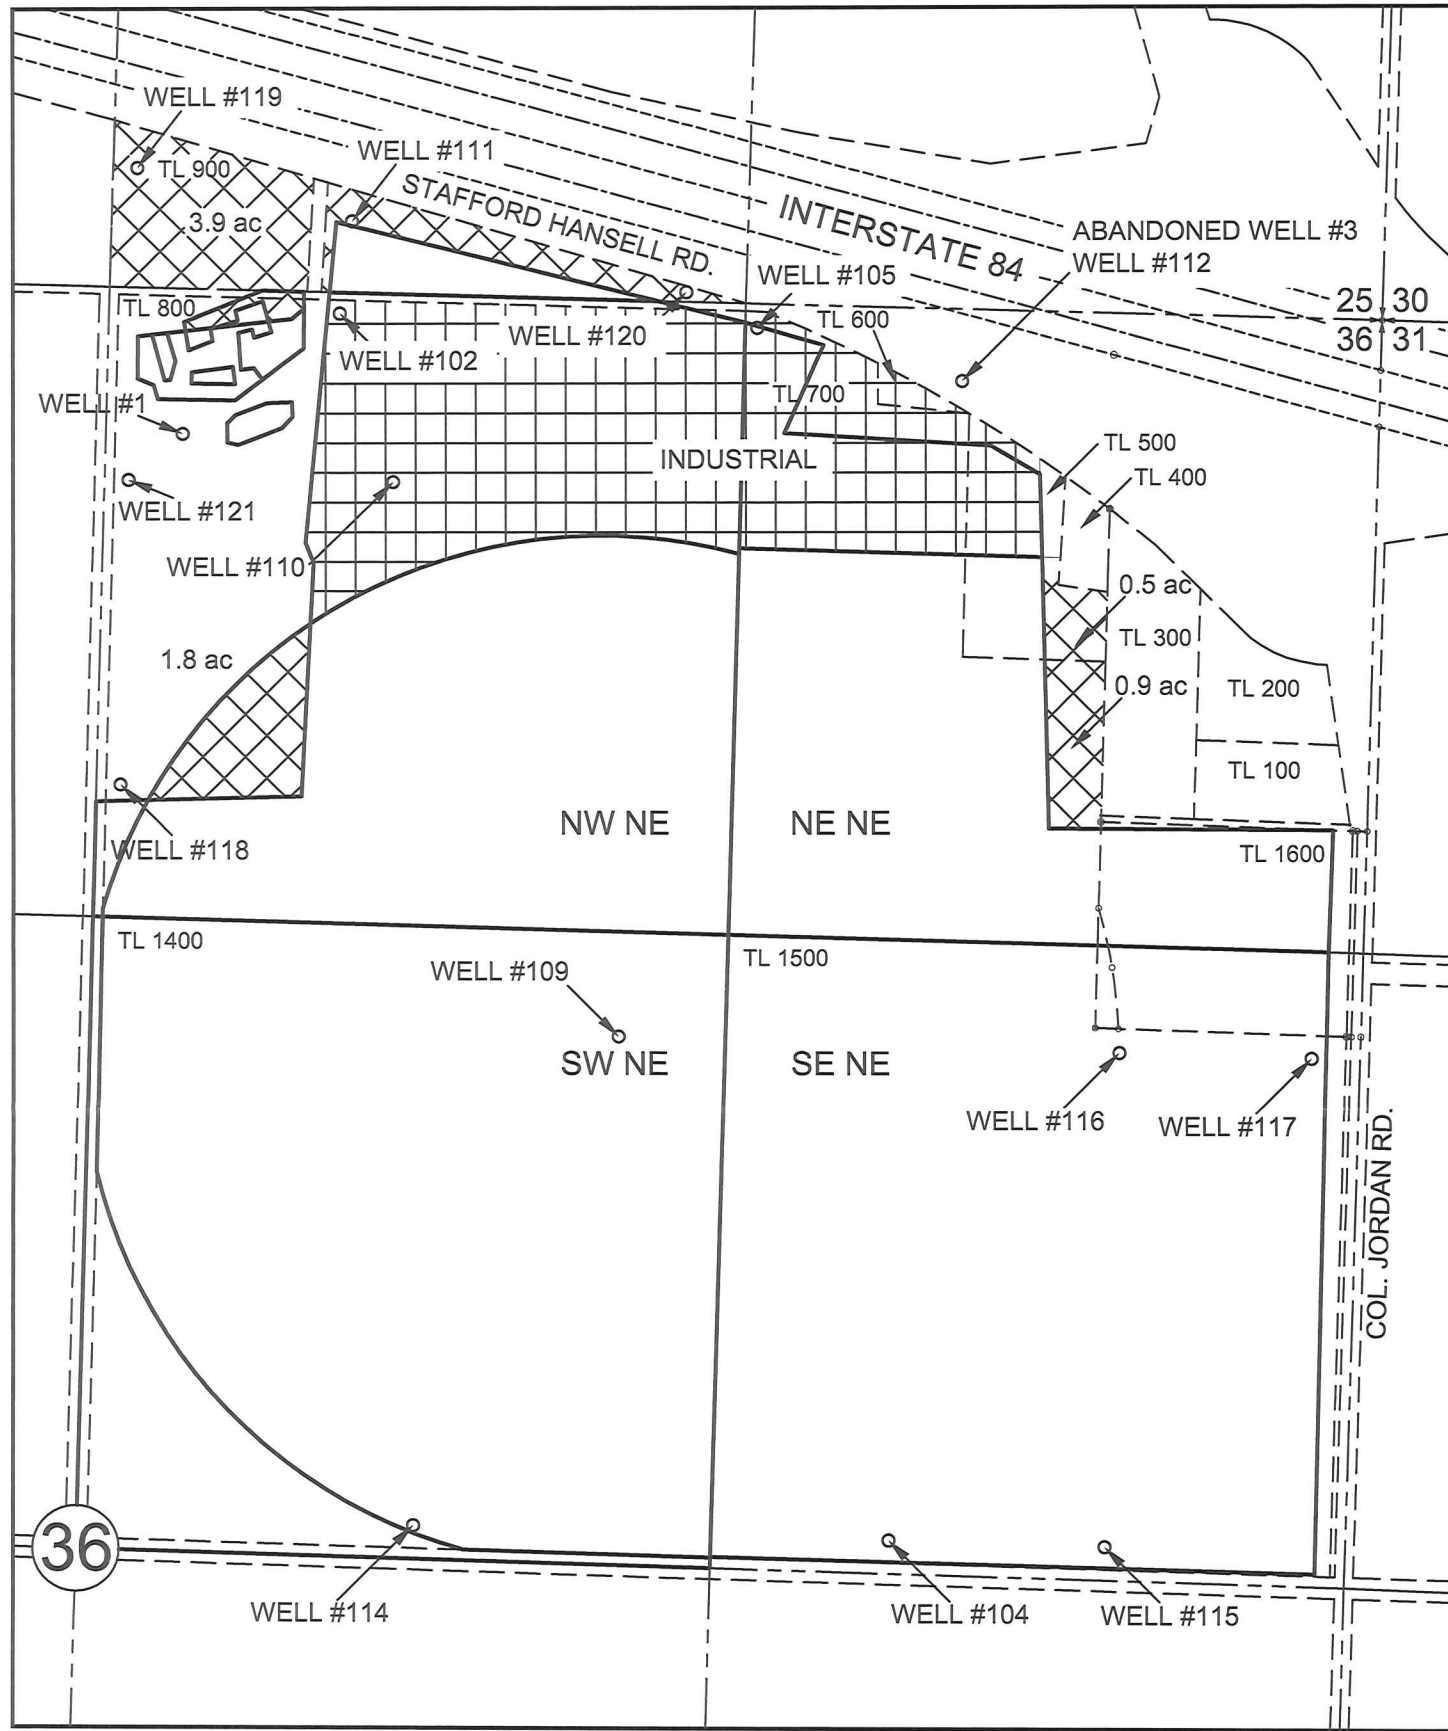 WELL #119
WELL #111
TL 900
STAFFORD HANSELL RD.
3.9 ac
INTERSTATE 84
ABANDONED WELL #3
WELL #112
WELL #105
25 30
36 31
TL 800
WELL #120
TL 600
WELL #102
TL 700
WELL #1
INDUSTRIAL
TL 500
TL 400
WELL #121
WELL #110
0.5 ac
TL 300
1.8 ac
0.9 ac
TL 200
TL 100
NW NE
NE NE
WELL #118
TL 1600
TL 1400
TL 1500
WELL #109
SW NE
SE NE
WELL #116
WELL #117
COL. JORDAN RD.
36
WELL #114
WELL #104
WELL #115